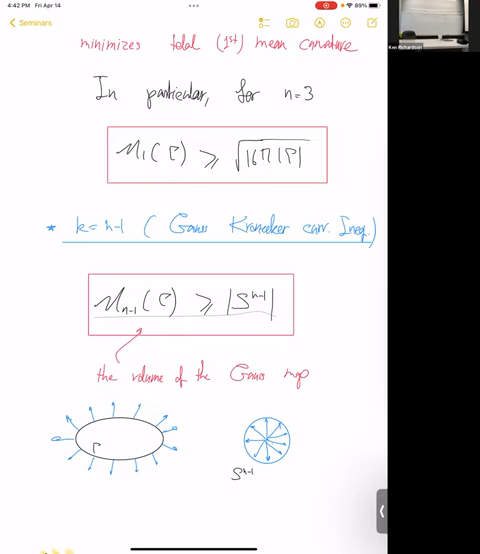 4:42 PM Fri Apr 14
89%
Seminars
Ken Richardson
minimizes total (1st) mean curvature
In particular, for n=3
M₁(Γ) ≥ √16π|Γ|
* k=n-1 ( Gauss Kronecker curv. Ineq.)
Mₙ₋₁(Γ) ≥ |Sⁿ⁻¹|
the volume of the Gauss map
Γ
Sⁿ⁻¹